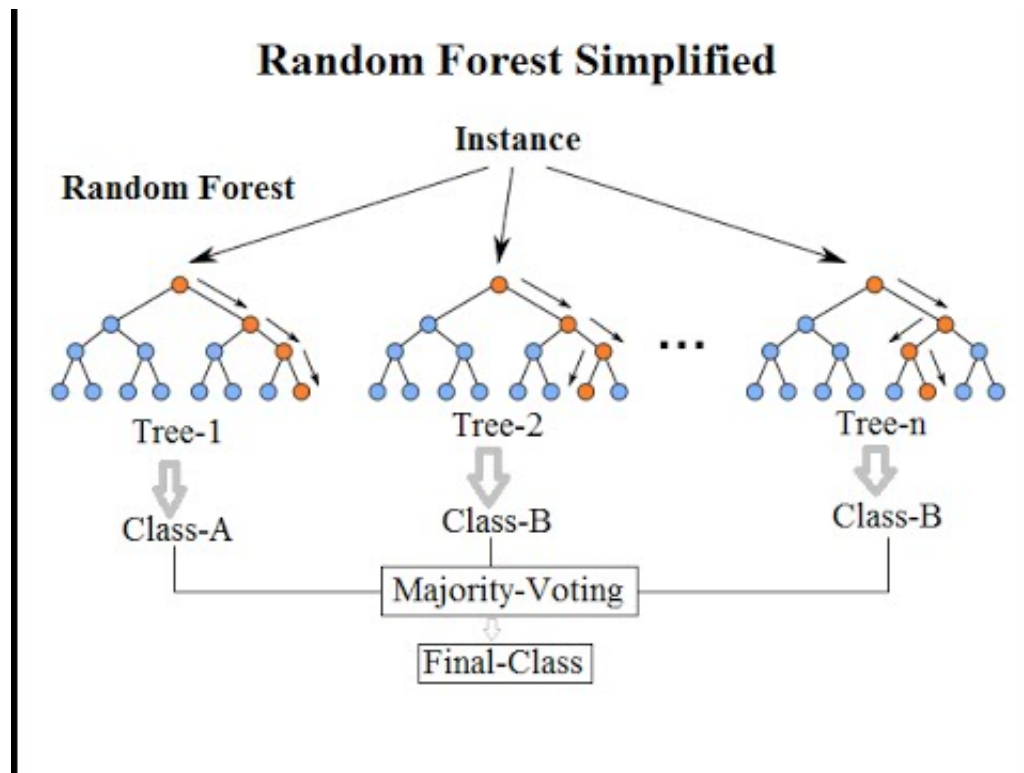 Random Forest Simplified
Instance
Random Forest
...
Tree-1
Tree-2
Tree-n
Class-A
Class-B
Class-B
Majority-Voting
Final-Class